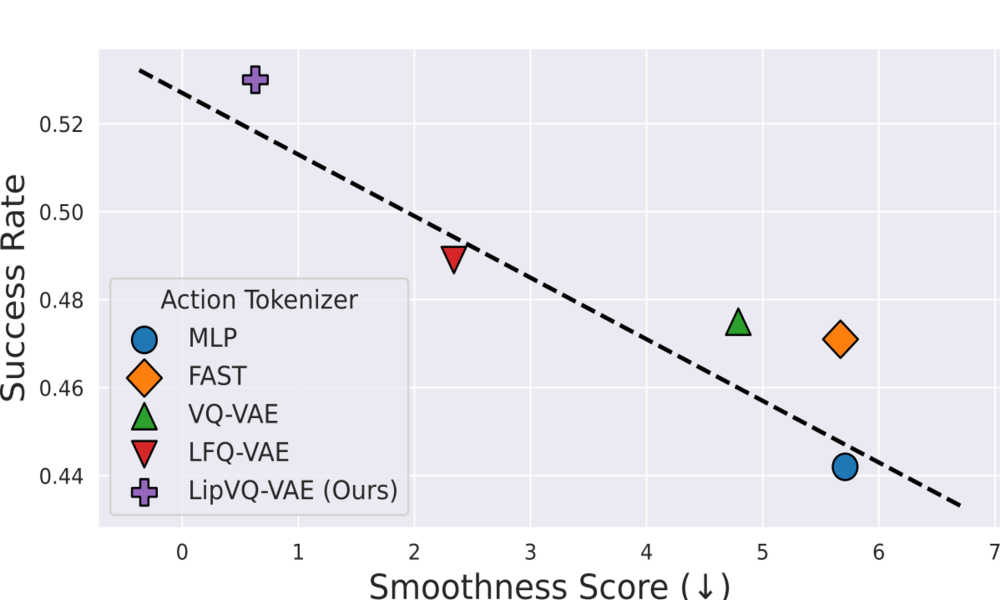 0.52
0.50
0.48
0.46
0.44
Success Rate
Action Tokenizer
MLP
FAST
VQ-VAE
LFQ-VAE
LipVQ-VAE (Ours)
0 1 2 3 4 5 6 7
Smoothness Score (↓)